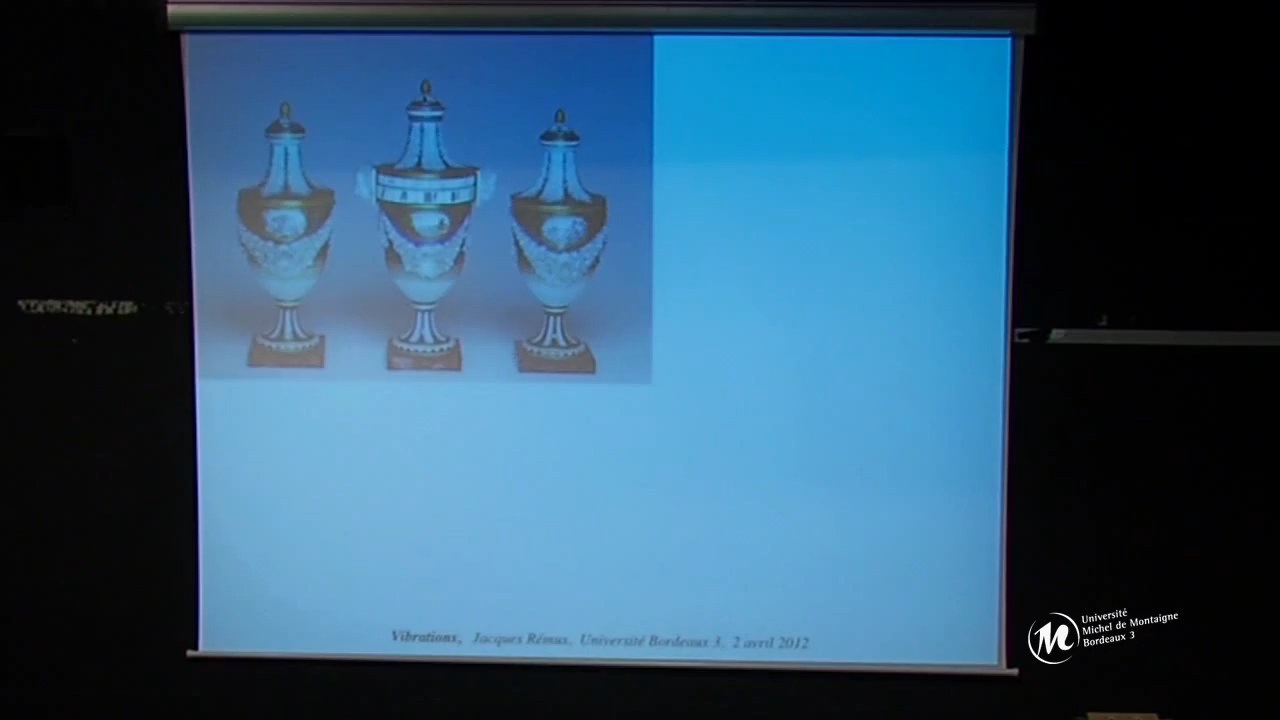 Vibrations, Jacques Rémus, Université Bordeaux 3, 2 avril 2012
Université
Michel de Montaigne
Bordeaux 3